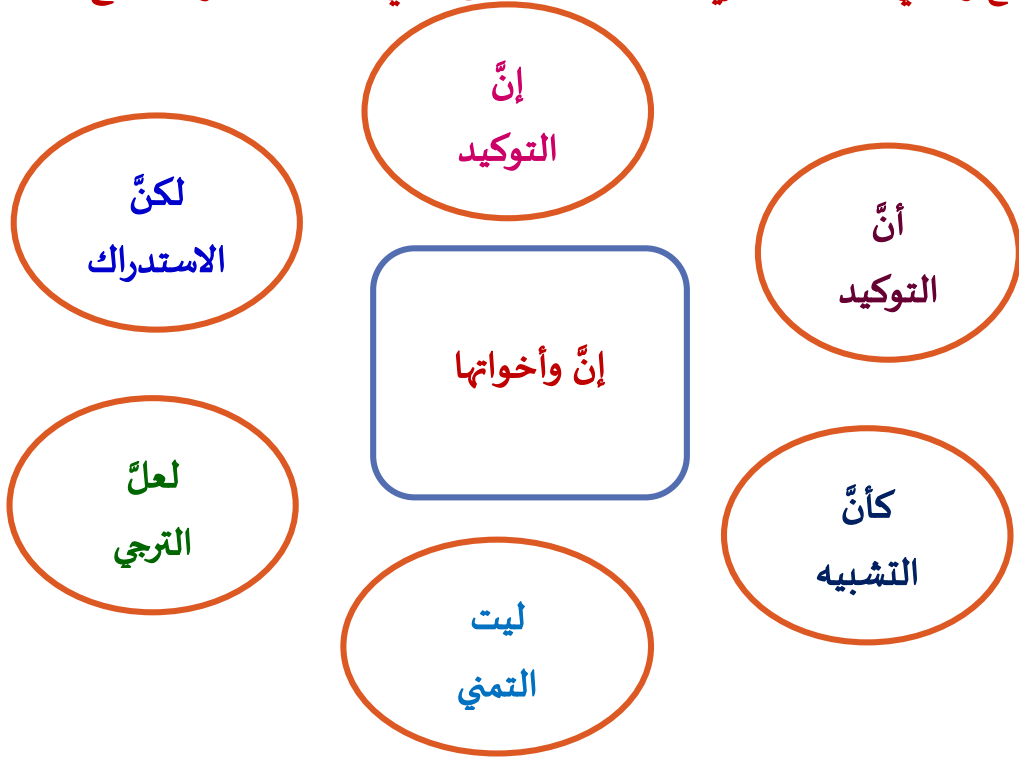 إنَّ
التوكيد
أنَّ
التوكيد
لكنَّ
الاستدراك
إنَّ وأخواتها
كأنَّ
التشبيه
لعلَّ
الترجي
ليت
التمني